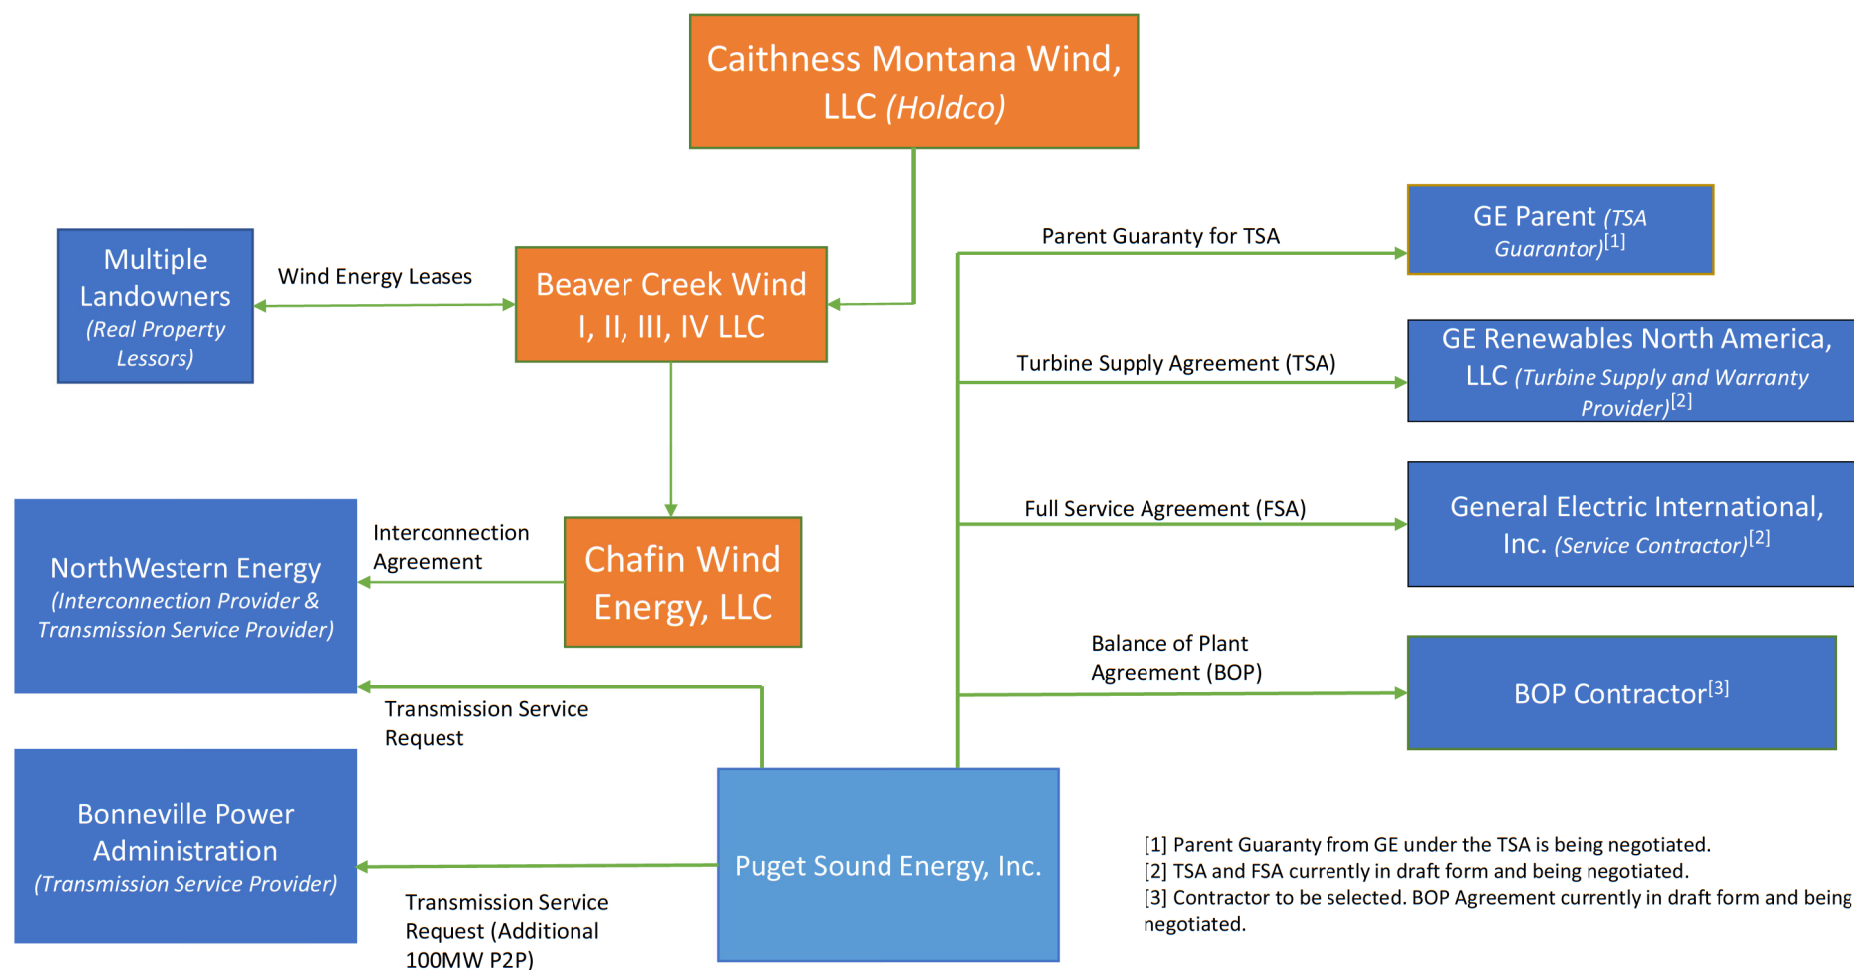 Caithness Montana Wind,
LLC (Holdco)
Multiple
Landowners
(Real Property
Lessors)
Wind Energy Leases
Beaver Creek Wind
I, II, III, IV LLC
Parent Guaranty for TSA
GE Parent (TSA
Guarantor)[1]
Turbine Supply Agreement (TSA)
GE Renewables North America,
LLC (Turbine Supply and Warranty
Provider)[2]
Full Service Agreement (FSA)
General Electric International,
Inc. (Service Contractor)[2]
NorthWestern Energy
(Interconnection Provider &
Transmission Service Provider)
Interconnection
Agreement
Chafin Wind
Energy, LLC
Balance of Plant
Agreement (BOP)
BOP Contractor[3]
Transmission Service
Request
Bonneville Power
Administration
(Transmission Service Provider)
Transmission Service
Request (Additional
100MW P2P)
Puget Sound Energy, Inc.
[1] Parent Guaranty from GE under the TSA is being negotiated.
[2] TSA and FSA currently in draft form and being negotiated.
[3] Contractor to be selected. BOP Agreement currently in draft form and being
negotiated.